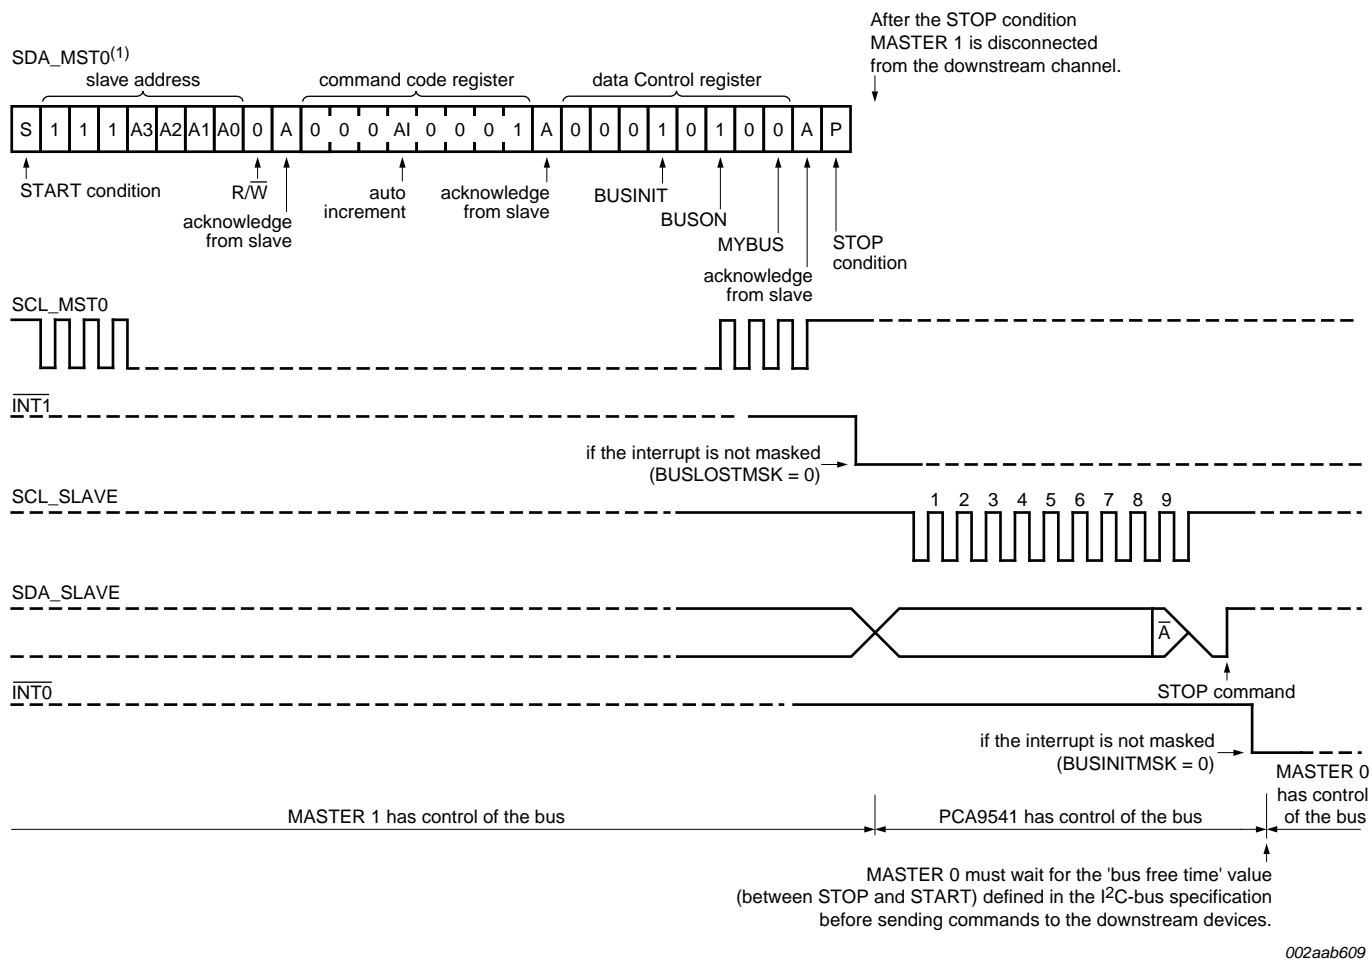 After the STOP condition
MASTER 1 is disconnected
from the downstream channel.
SDA_MST0(1)
slave address
command code register
data Control register
S 1 1 1 A3 A2 A1 A0 0 A 0 0 0 AI 0 0 0 1 A 0 0 0 1 0 1 0 0 A P
START condition
R/W
acknowledge
from slave
auto
increment
acknowledge
from slave
BUSINIT
BUSON
MYBUS
acknowledge
from slave
STOP
condition
SCL_MST0
INT1
if the interrupt is not masked
(BUSLOSTMSK = 0)
SCL_SLAVE
1 2 3 4 5 6 7 8 9
SDA_SLAVE
A
STOP command
INT0
if the interrupt is not masked
(BUSINITMSK = 0)
MASTER 1 has control of the bus
PCA9541 has control of the bus
MASTER 0
has control
of the bus
MASTER 0 must wait for the 'bus free time' value
(between STOP and START) defined in the I2C-bus specification
before sending commands to the downstream devices.
002aab609